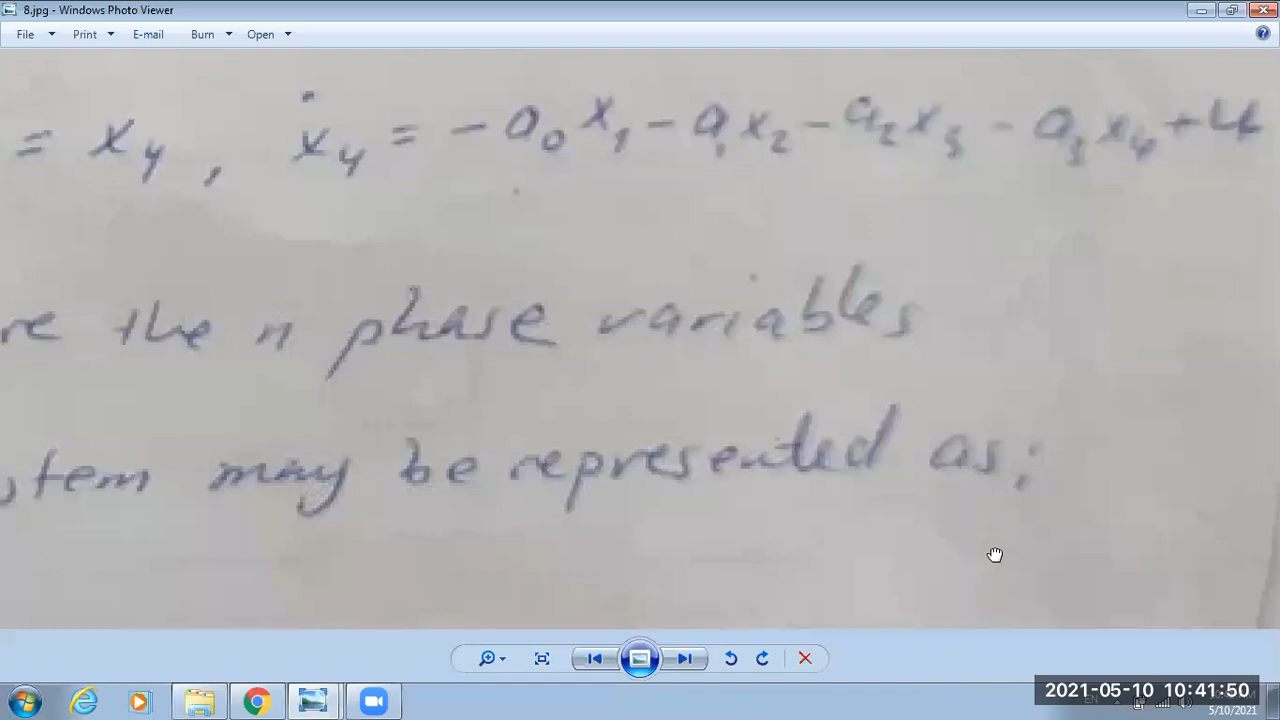 8.jpg - Windows Photo Viewer
File Print E-mail Burn Open
= x₄, ẋ₄ = -a₀x₁ - a₁x₂ - a₂x₃ - a₃x₄ + u
re the n phase variables
stem may be represented as;
2021-05-10 10:41:50
EN
5/10/2021